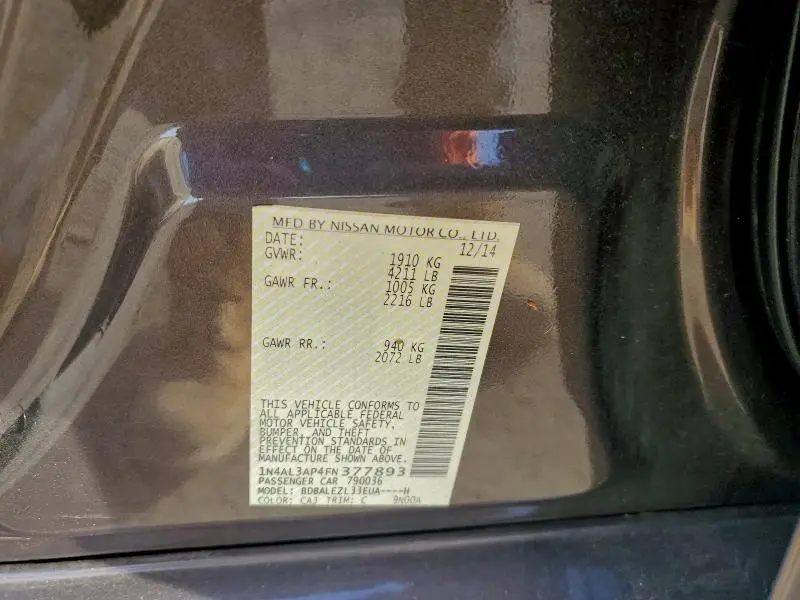 MFD BY NISSAN MOTOR CO., LTD.
DATE: 12/14
GVWR: 1910 KG
4211 LB
GAWR FR.: 1005 KG
2216 LB
GAWR RR.: 940 KG
2072 LB
THIS VEHICLE CONFORMS TO
ALL APPLICABLE FEDERAL
MOTOR VEHICLE SAFETY,
BUMPER, AND THEFT
PREVENTION STANDARDS IN
EFFECT ON THE DATE OF
MANUFACTURE SHOWN ABOVE.
1N4AL3AP4FN377893
PASSENGER CAR 790036
MODEL: BDBALEZL33EUA----H
COLOR: CAJ TRIM: C